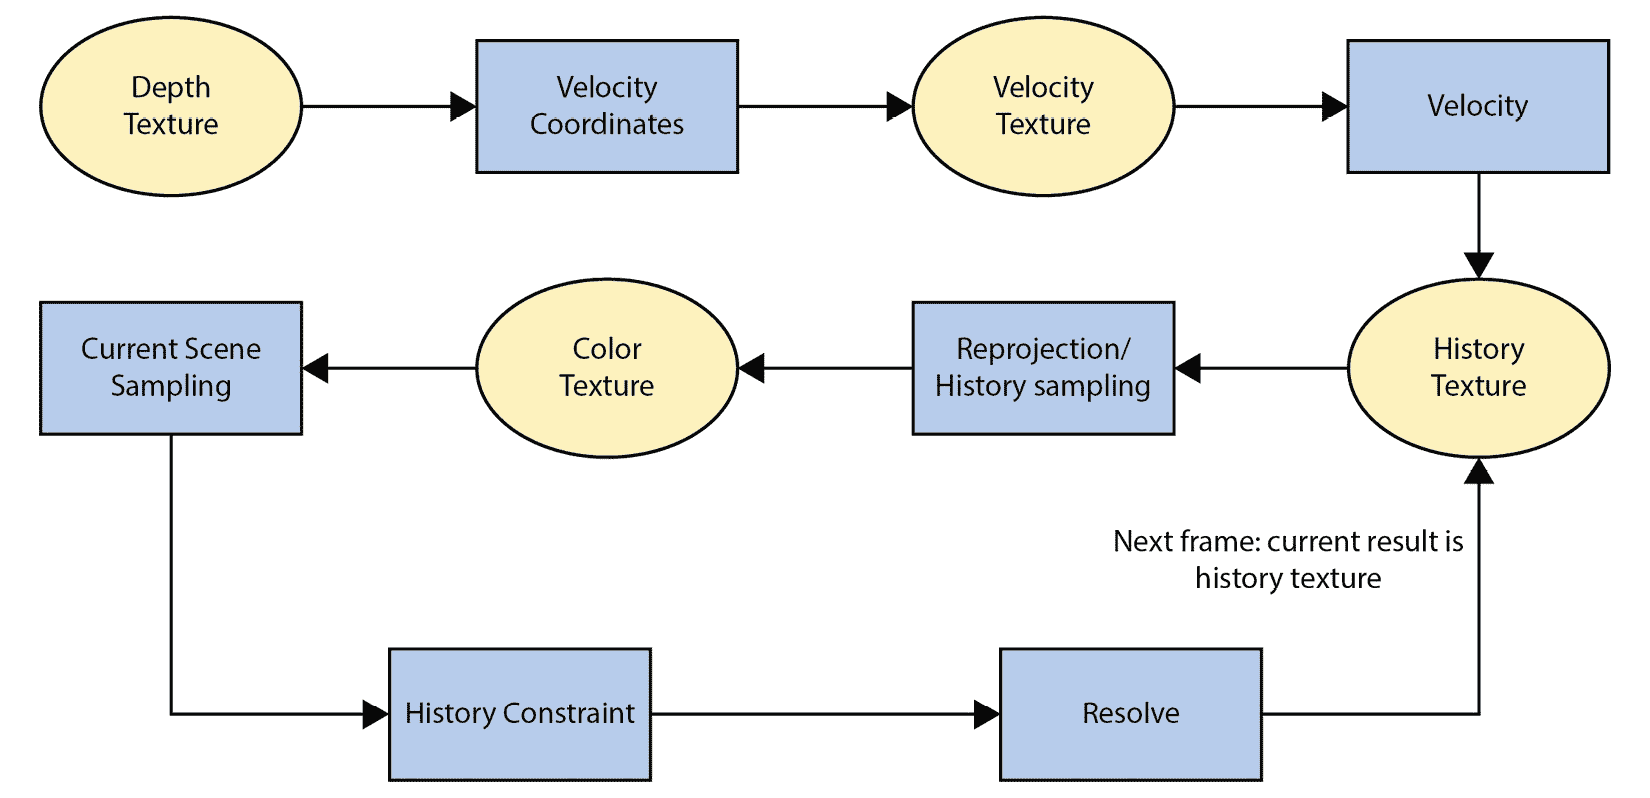 Depth
Texture
Velocity
Coordinates
Velocity
Texture
Velocity
Current Scene
Sampling
Color
Texture
Reprojection/
History sampling
History
Texture
Next frame: current result is
history texture
History Constraint
Resolve